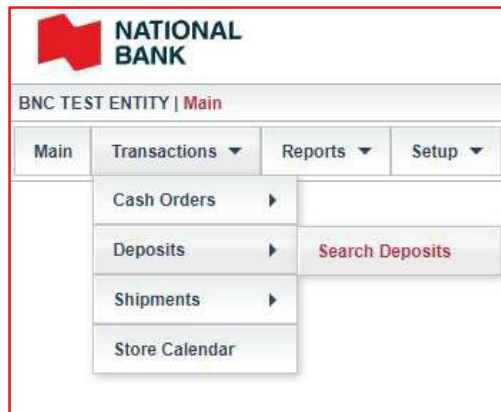 NATIONAL
BANK
BNC TEST ENTITY | Main
Main Transactions Reports Setup
Cash Orders
Deposits Search Deposits
Shipments
Store Calendar